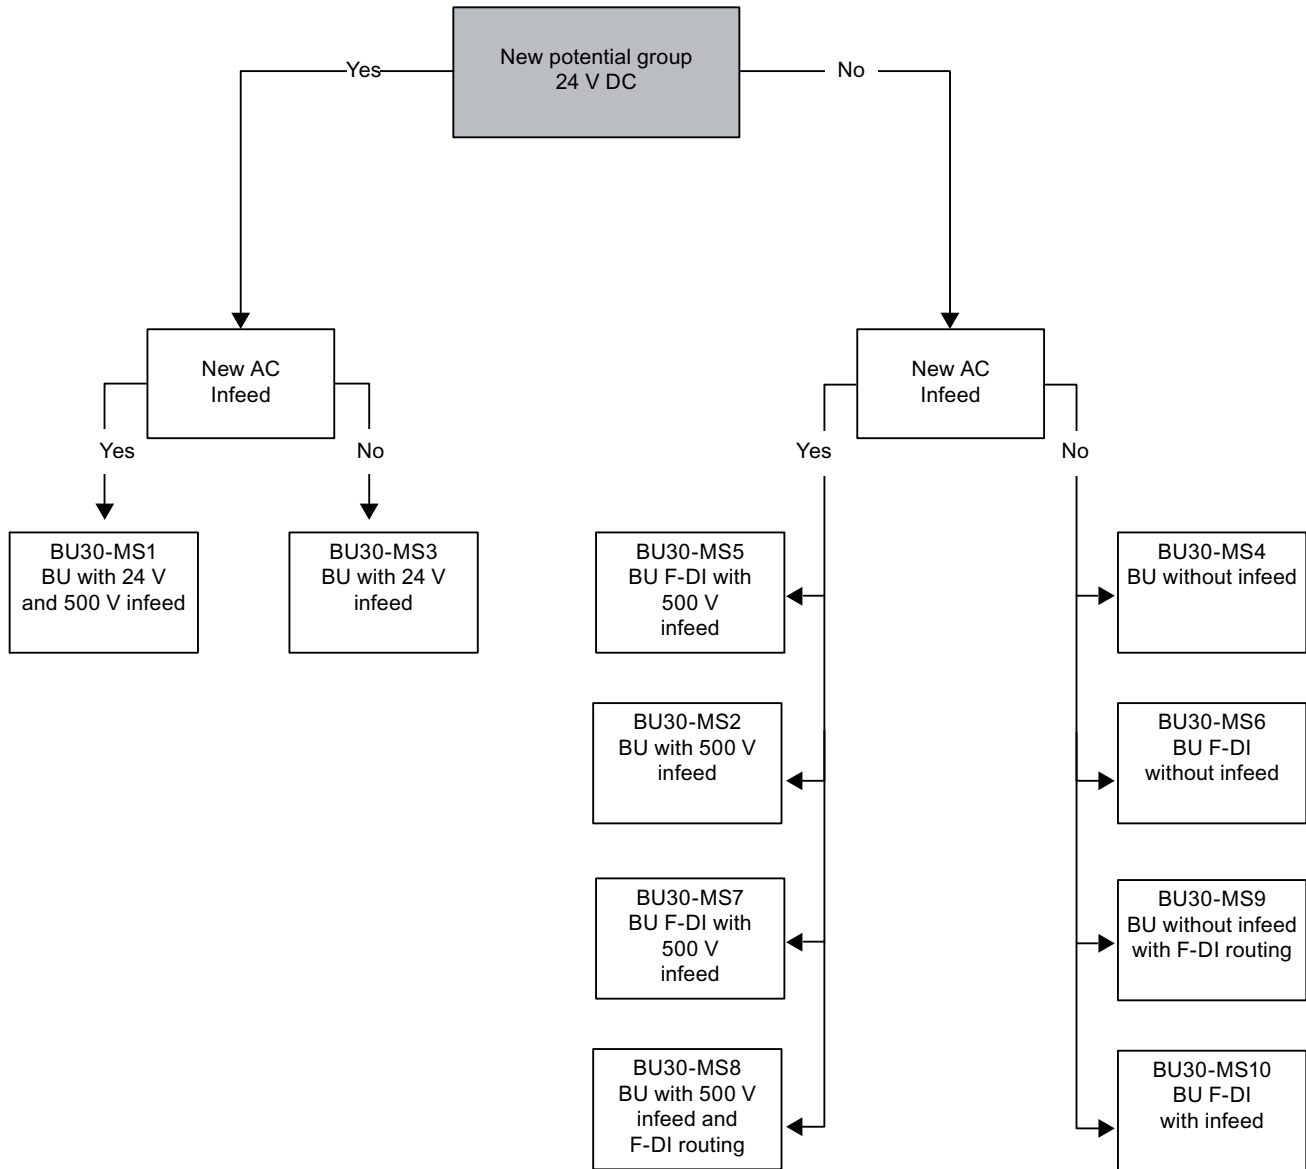 New potential group
24 V DC
Yes
No
New AC
Infeed
Yes
No
New AC
Infeed
Yes
No
BU30-MS1
BU with 24 V
and 500 V infeed
BU30-MS3
BU with 24 V
infeed
BU30-MS5
BU F-DI with
500 V
infeed
BU30-MS4
BU without infeed
BU30-MS2
BU with 500 V
infeed
BU30-MS6
BU F-DI
without infeed
BU30-MS7
BU F-DI with
500 V
infeed
BU30-MS9
BU without infeed
with F-DI routing
BU30-MS8
BU with 500 V
infeed and
F-DI routing
BU30-MS10
BU F-DI
with infeed